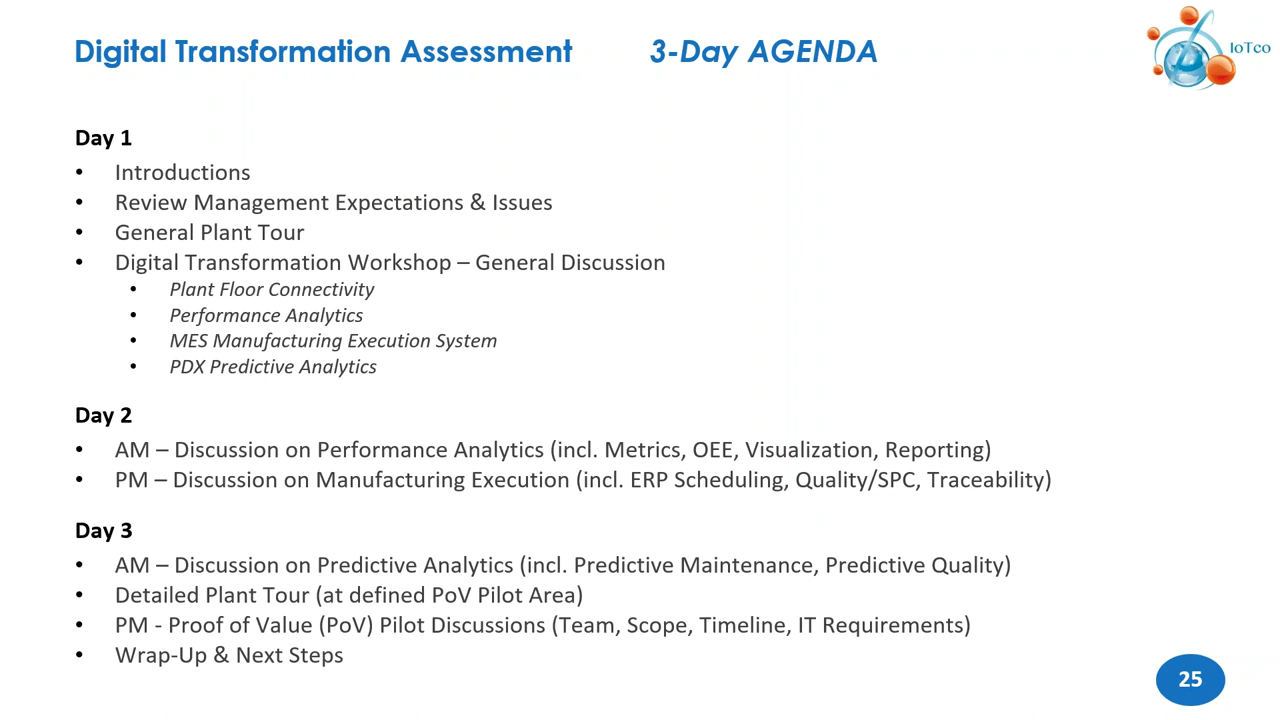 Digital Transformation Assessment 3-Day AGENDA
IoTco
Day 1
• Introductions
• Review Management Expectations & Issues
• General Plant Tour
• Digital Transformation Workshop – General Discussion
• Plant Floor Connectivity
• Performance Analytics
• MES Manufacturing Execution System
• PDX Predictive Analytics
Day 2
• AM – Discussion on Performance Analytics (incl. Metrics, OEE, Visualization, Reporting)
• PM – Discussion on Manufacturing Execution (incl. ERP Scheduling, Quality/SPC, Traceability)
Day 3
• AM – Discussion on Predictive Analytics (incl. Predictive Maintenance, Predictive Quality)
• Detailed Plant Tour (at defined PoV Pilot Area)
• PM - Proof of Value (PoV) Pilot Discussions (Team, Scope, Timeline, IT Requirements)
• Wrap-Up & Next Steps
25